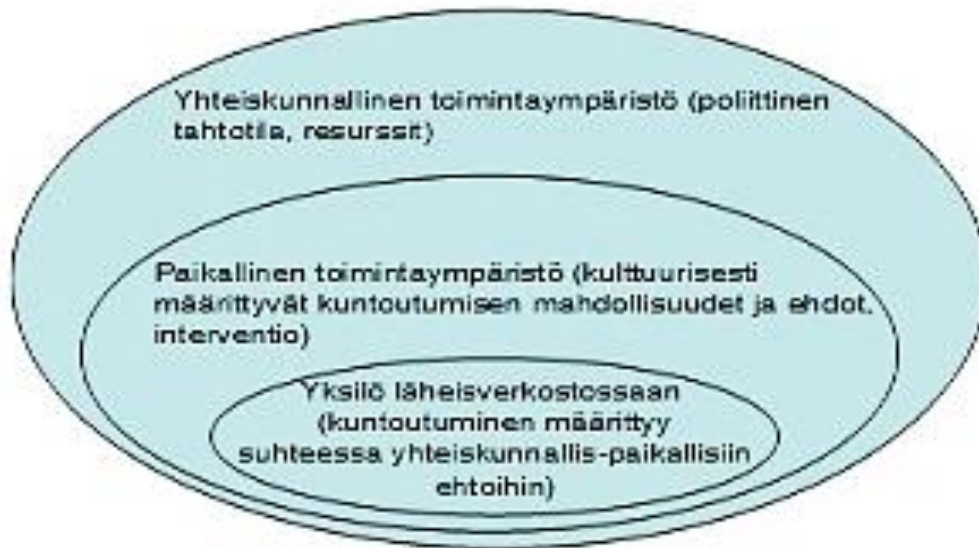 Yhteiskunnallinen toimintaympäristö (poliittinen
tahtotila, resurssit)
Paikallinen toimintaympäristö (kulttuurisesti
määrittyvät kuntoutumisen mahdollisuudet ja ehdot,
interventio)
Yksilö läheisverkostossaan
(kuntoutuminen määrittyy
suhteessa yhteiskunnallis-paikallisiin
ehtoihin)